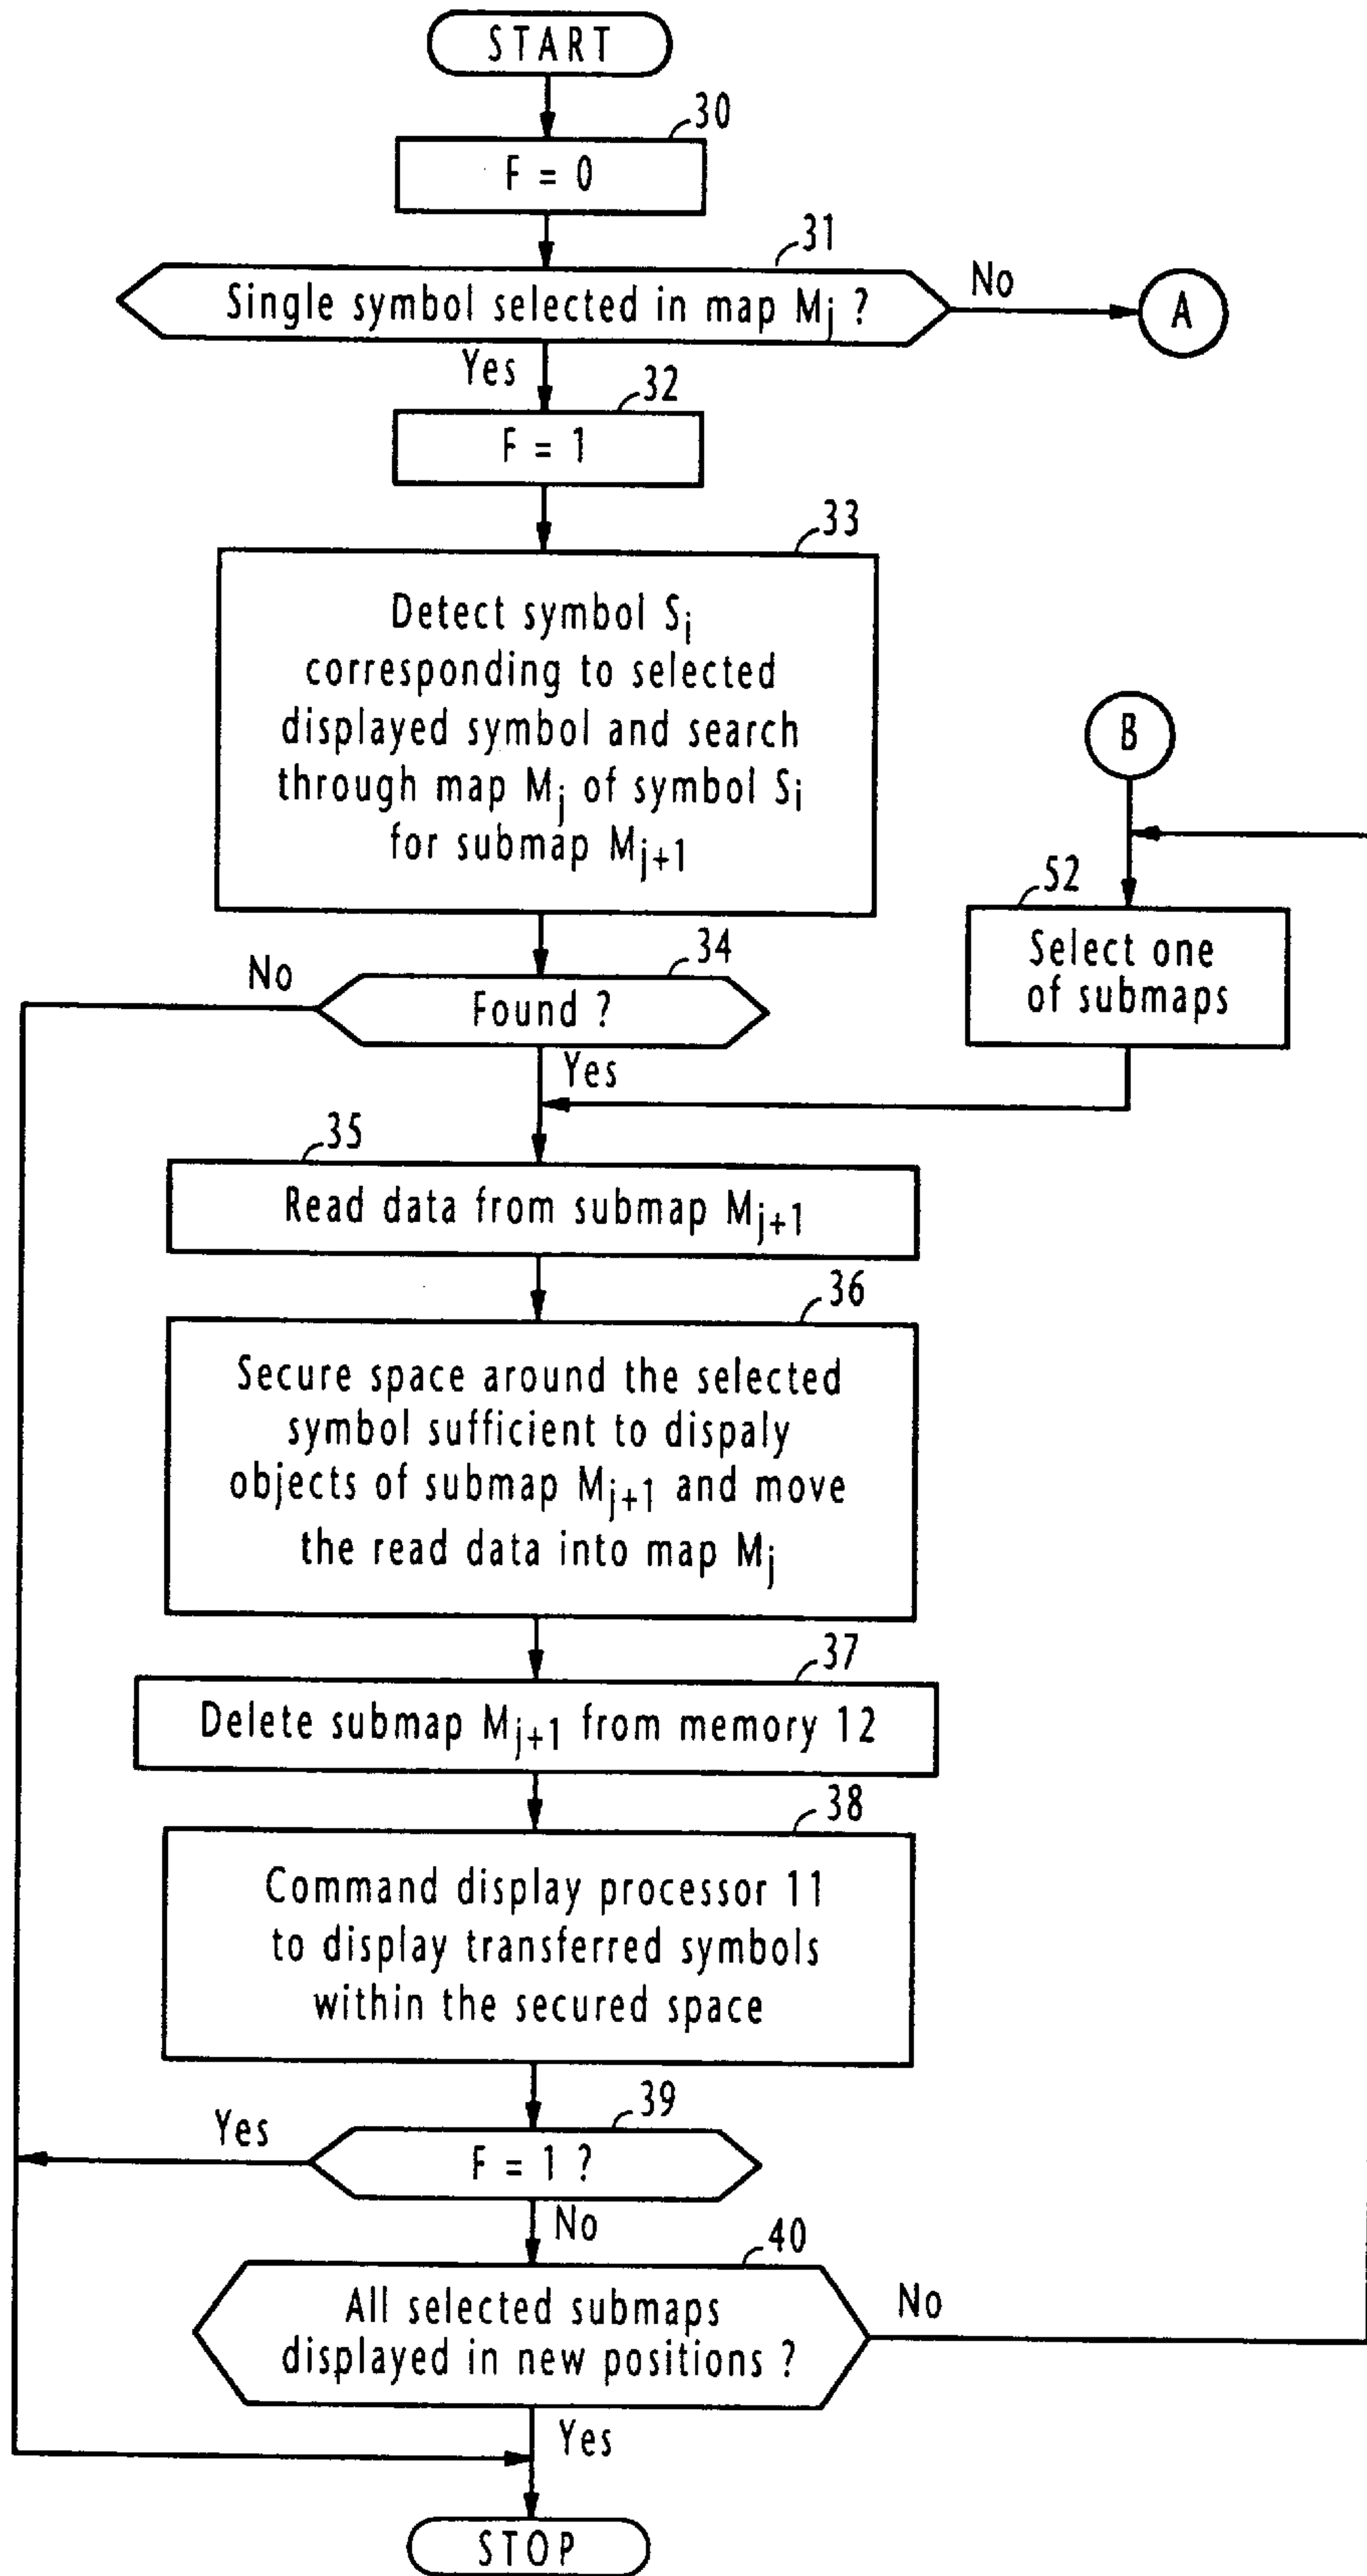 START
30
F = 0
31
Single symbol selected in map Mj ?
No
A
Yes
32
F = 1
33
Detect symbol Si
corresponding to selected
displayed symbol and search
through map Mj of symbol Si
for submap Mj+1
B
52
Select one
of submaps
34
No
Found ?
Yes
35
Read data from submap Mj+1
36
Secure space around the selected
symbol sufficient to dispaly
objects of submap Mj+1 and move
the read data into map Mj
37
Delete submap Mj+1 from memory 12
38
Command display processor 11
to display transferred symbols
within the secured space
39
Yes
F = 1 ?
No
40
All selected submaps
displayed in new positions ?
No
Yes
STOP